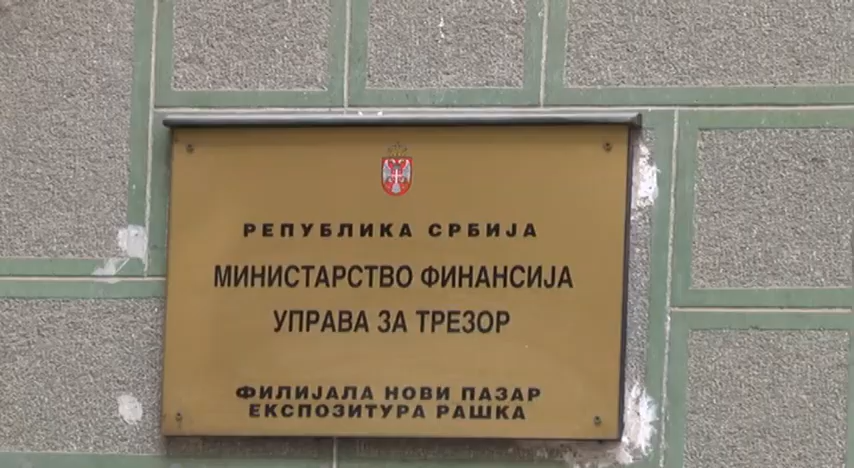 РЕПУБЛИКА СРБИЈА
МИНИСТАРСТВО ФИНАНСИЈА
УПРАВА ЗА ТРЕЗОР
ФИЛИЈАЛА НОВИ ПАЗАР
ЕКСПОЗИТУРА РАШКА